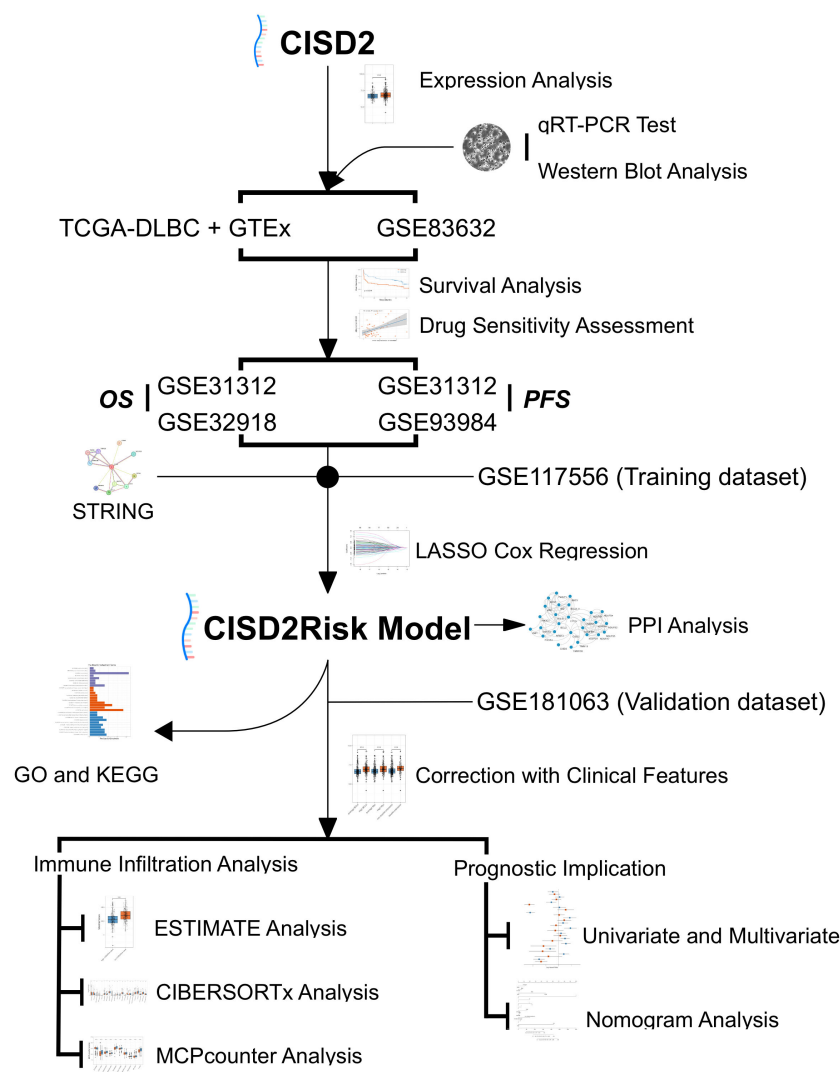 CISD2
Expression Analysis
qRT-PCR Test
Western Blot Analysis
TCGA-DLBC + GTEx
GSE83632
Survival Analysis
Drug Sensitivity Assessment
OS
GSE31312
GSE32918
GSE31312
GSE93984
PFS
STRING
GSE117556 (Training dataset)
LASSO Cox Regression
CISD2Risk Model
PPI Analysis
GSE181063 (Validation dataset)
GO and KEGG
Correction with Clinical Features
Immune Infiltration Analysis
Prognostic Implication
ESTIMATE Analysis
Univariate and Multivariate
CIBERSORTx Analysis
Nomogram Analysis
MCPcounter Analysis